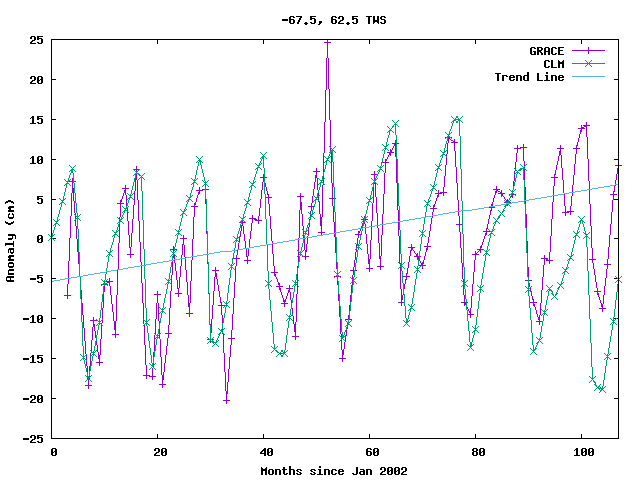 -67.5, 62.5 TWS
GRACE
CLM
Trend Line
25
20
15
10
5
0
-5
-10
-15
-20
-25
Anomaly (cm)
0 20 40 60 80 100
Months since Jan 2002